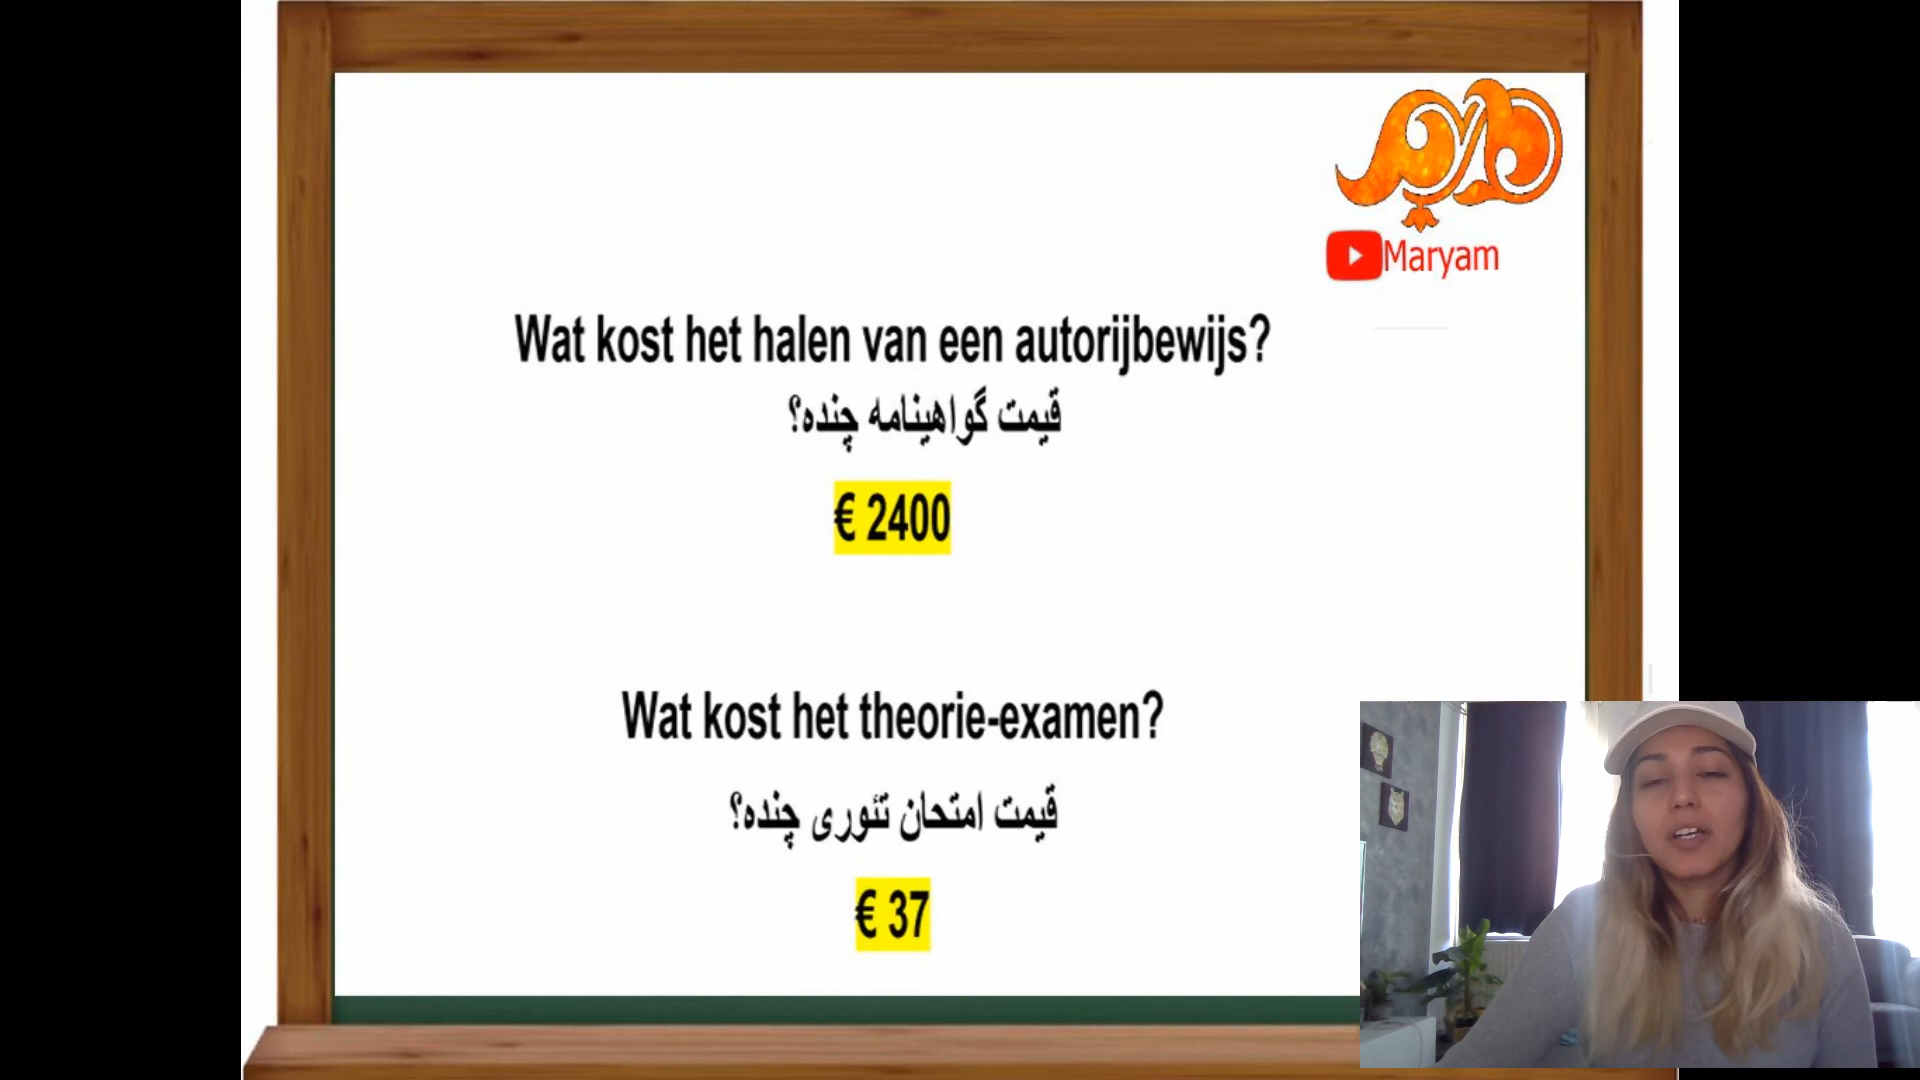 مریم
Maryam
Wat kost het halen van een autorijbewijs?
قیمت گواهینامه چنده؟
€ 2400
Wat kost het theorie-examen?
قیمت امتحان تئوری چنده؟
€ 37